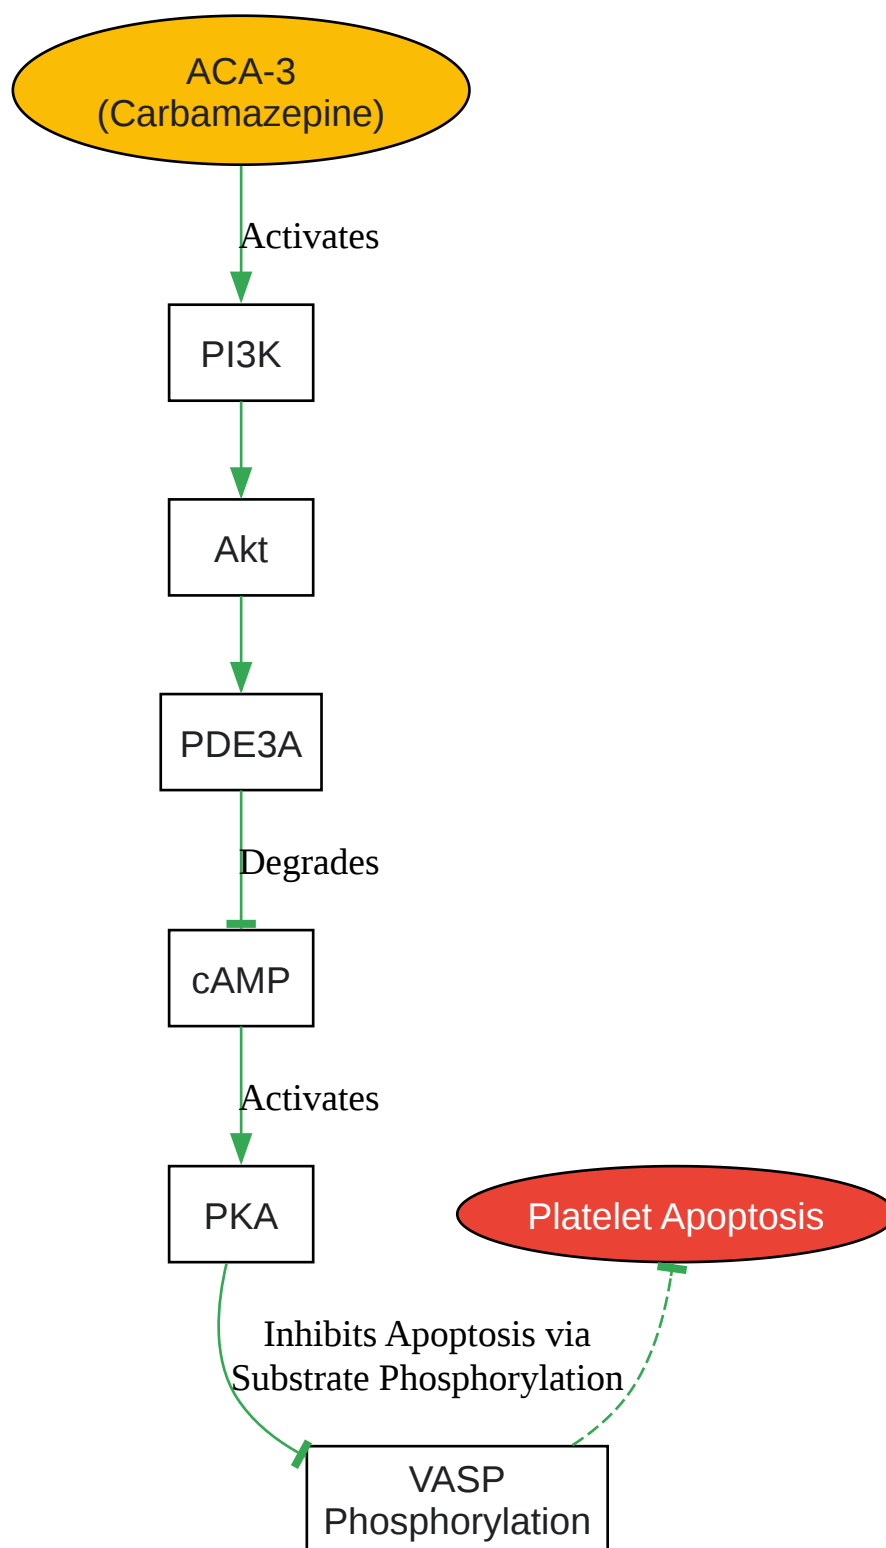 ACA-3
(Carbamazepine)
Activates
PI3K
Akt
PDE3A
Degrades
cAMP
Activates
PKA
Platelet Apoptosis
Inhibits Apoptosis via
Substrate Phosphorylation
VASP
Phosphorylation